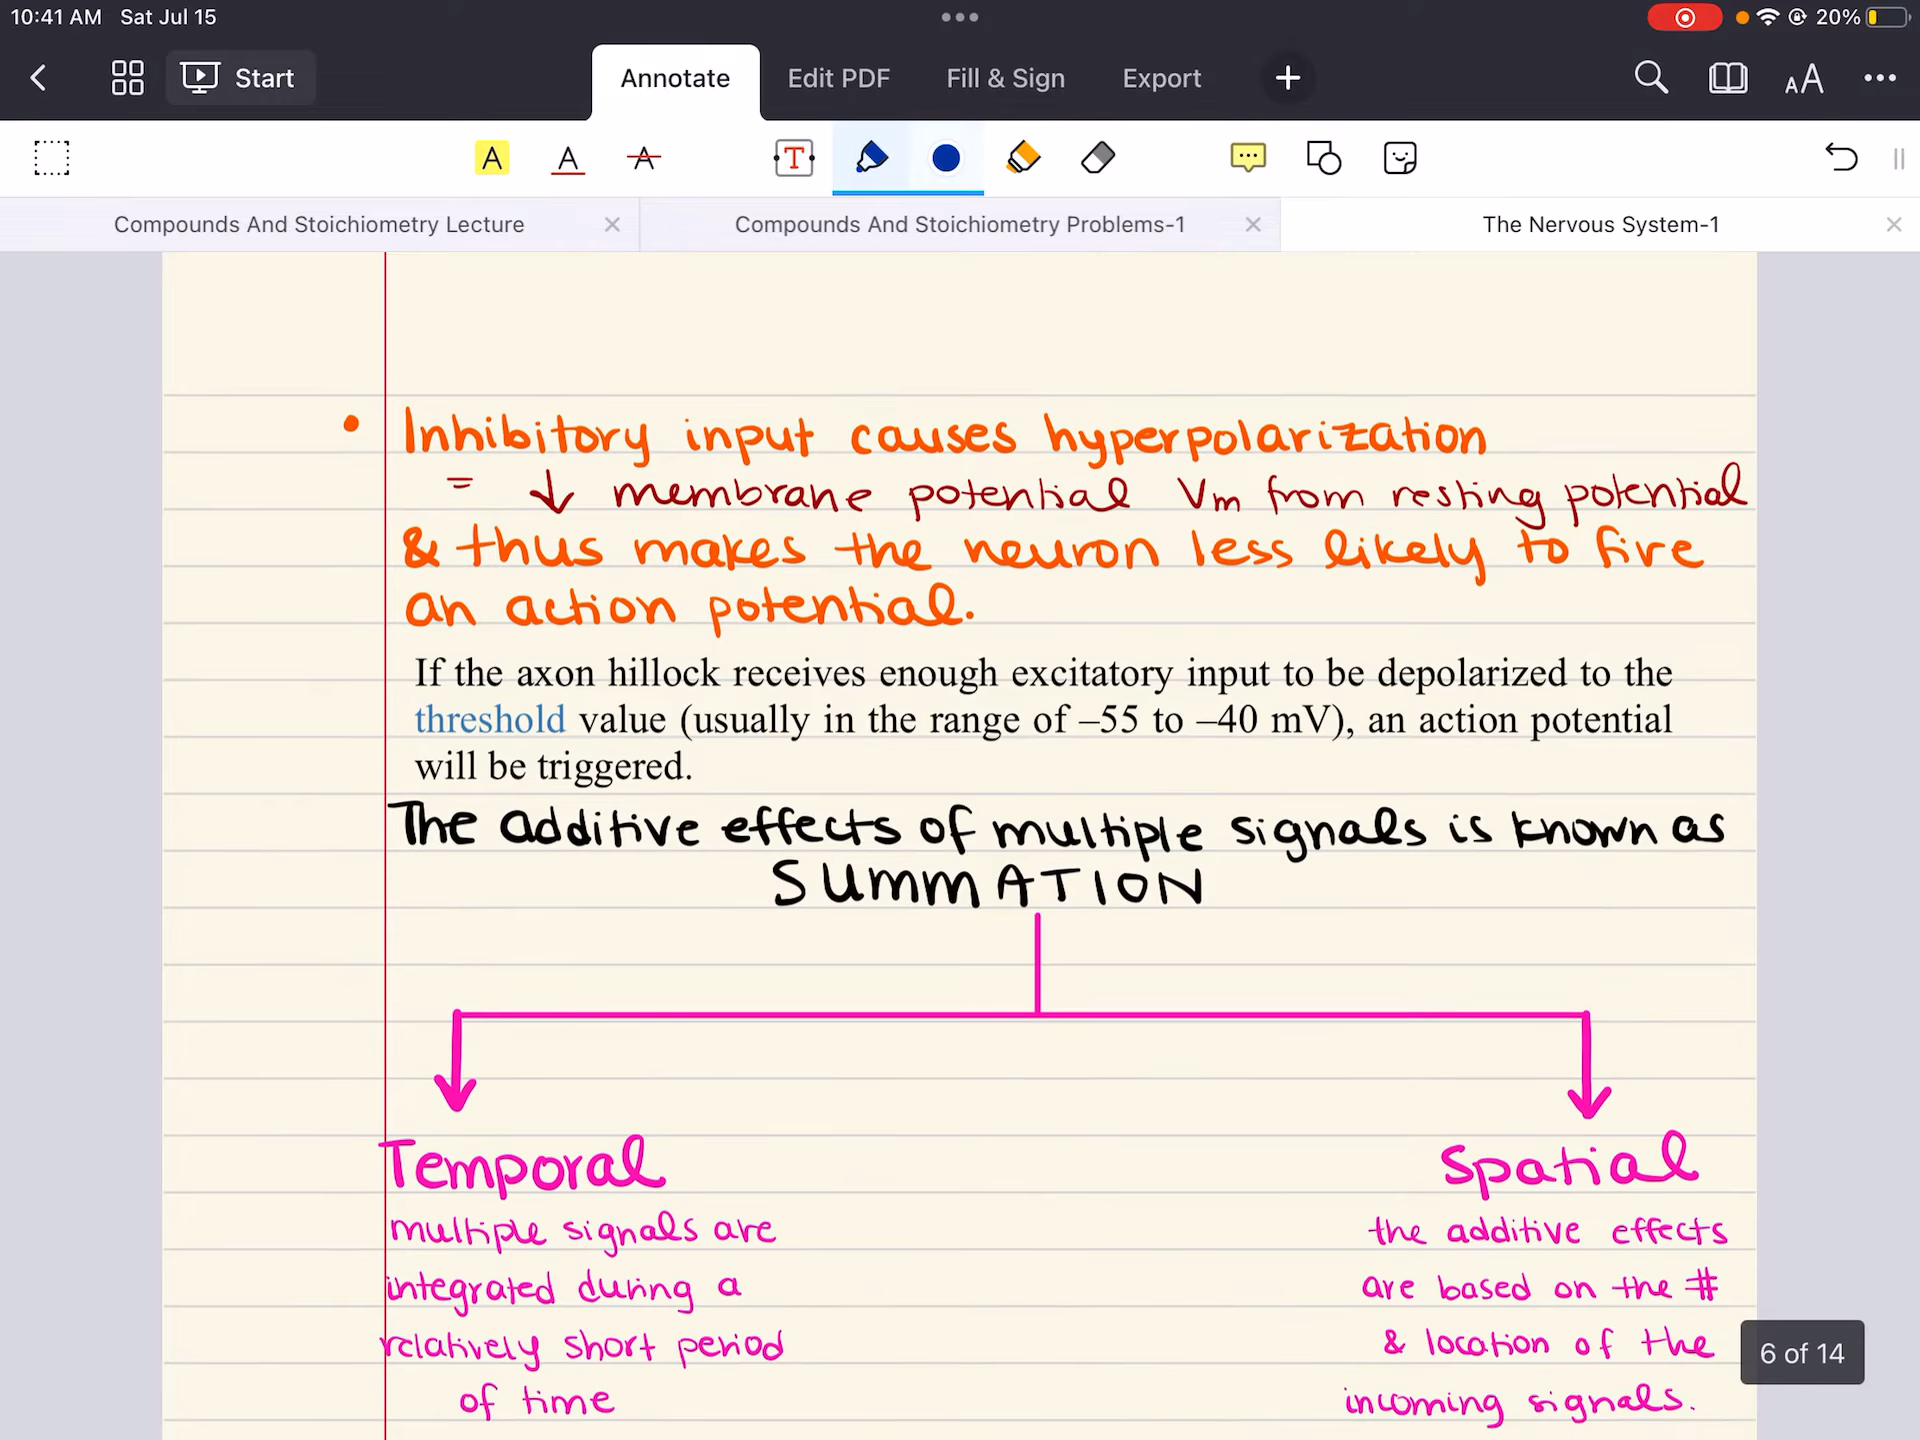 10:41 AM Sat Jul 15
20%
Start
Annotate
Edit PDF
Fill & Sign
Export
AA
A A A T
Compounds And Stoichiometry Lecture
Compounds And Stoichiometry Problems-1
The Nervous System-1
• Inhibitory input causes hyperpolarization
= ↓ membrane potential Vm from resting potential
& thus makes the neuron less likely to fire
an action potential.
If the axon hillock receives enough excitatory input to be depolarized to the
threshold value (usually in the range of –55 to –40 mV), an action potential
will be triggered.
The additive effects of multiple signals is known as
SUMMATION
Temporal
multiple signals are
integrated during a
relatively short period
of time
Spatial
the additive effects
are based on the #
& location of the
incoming signals.
6 of 14